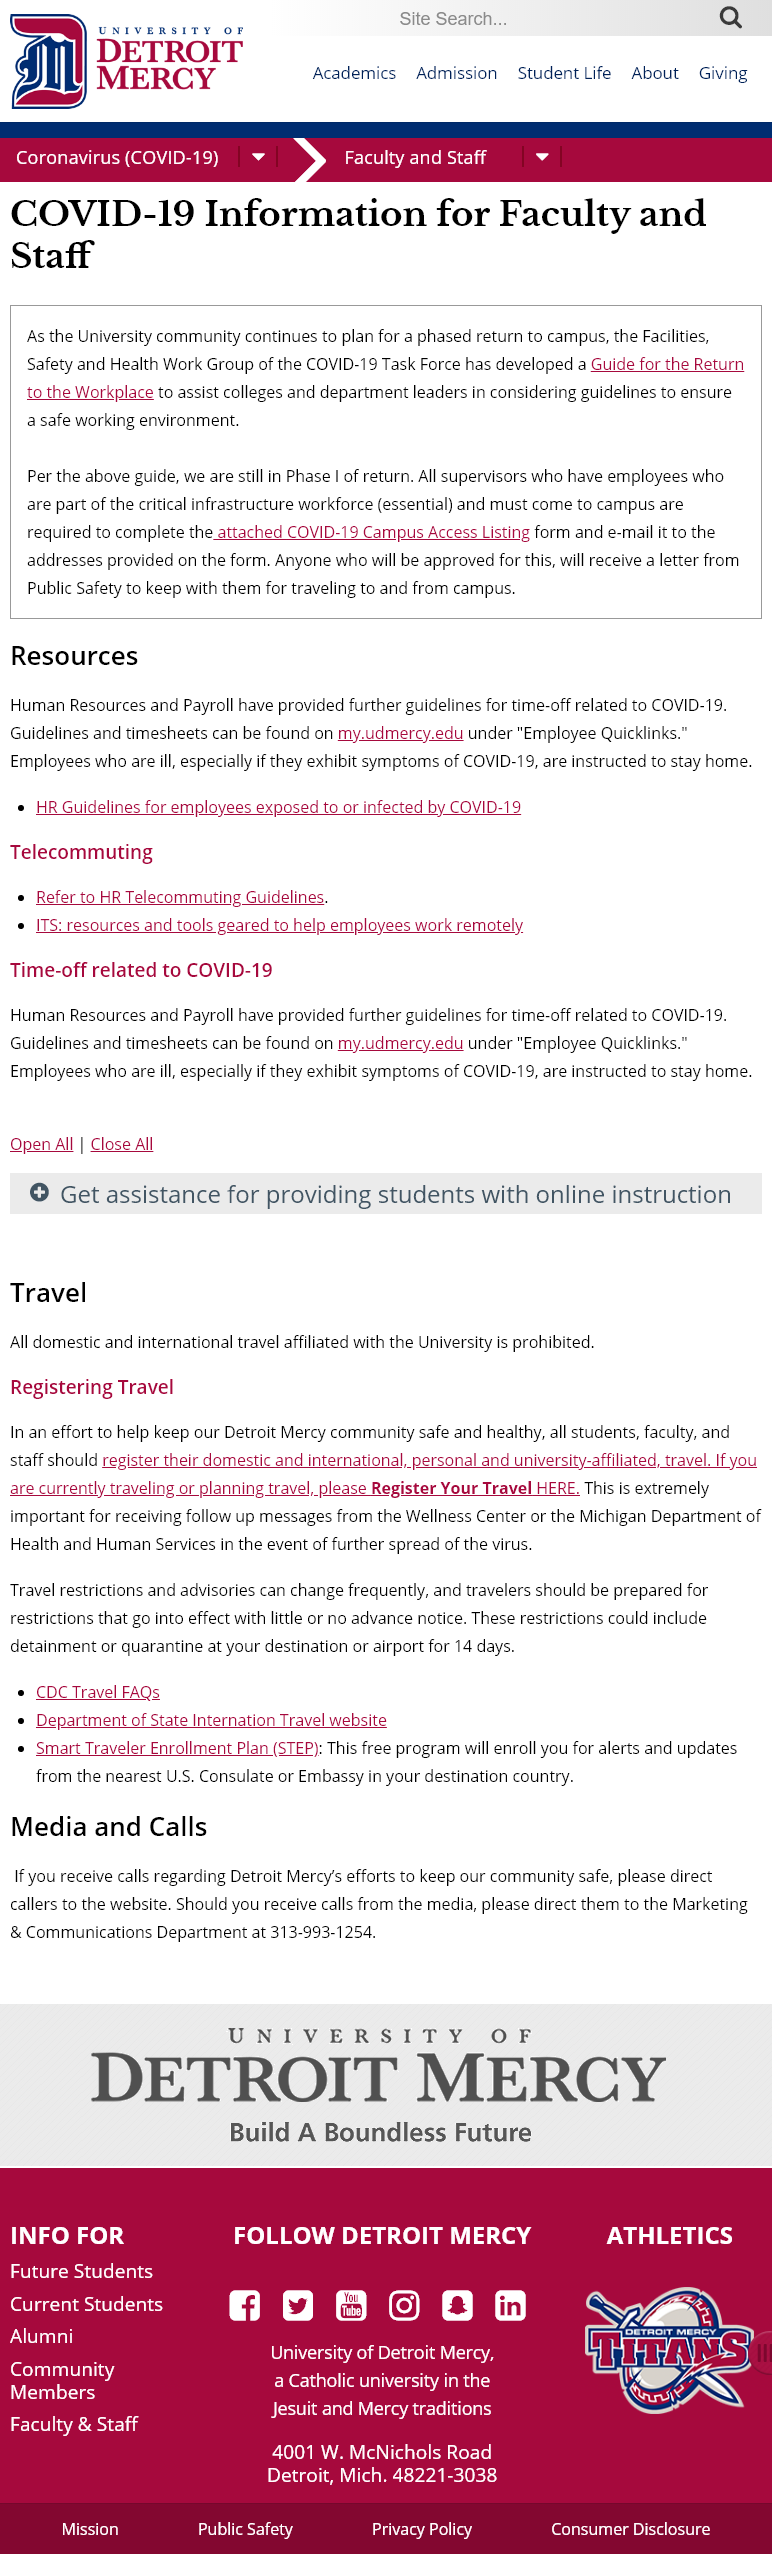 Site Search...
UNIVERSITY OF
DETROIT
MERCY
Academics Admission Student Life About Giving
Coronavirus (COVID-19) Faculty and Staff
COVID-19 Information for Faculty and
Staff
As the University community continues to plan for a phased return to campus, the Facilities,
Safety and Health Work Group of the COVID-19 Task Force has developed a Guide for the Return
to the Workplace to assist colleges and department leaders in considering guidelines to ensure
a safe working environment.
Per the above guide, we are still in Phase I of return. All supervisors who have employees who
are part of the critical infrastructure workforce (essential) and must come to campus are
required to complete the attached COVID-19 Campus Access Listing form and e-mail it to the
addresses provided on the form. Anyone who will be approved for this, will receive a letter from
Public Safety to keep with them for traveling to and from campus.
Resources
Human Resources and Payroll have provided further guidelines for time-off related to COVID-19.
Guidelines and timesheets can be found on my.udmercy.edu under "Employee Quicklinks."
Employees who are ill, especially if they exhibit symptoms of COVID-19, are instructed to stay home.
HR Guidelines for employees exposed to or infected by COVID-19
Telecommuting
Refer to HR Telecommuting Guidelines.
ITS: resources and tools geared to help employees work remotely
Time-off related to COVID-19
Human Resources and Payroll have provided further guidelines for time-off related to COVID-19.
Guidelines and timesheets can be found on my.udmercy.edu under "Employee Quicklinks."
Employees who are ill, especially if they exhibit symptoms of COVID-19, are instructed to stay home.
Open All | Close All
Get assistance for providing students with online instruction
Travel
All domestic and international travel affiliated with the University is prohibited.
Registering Travel
In an effort to help keep our Detroit Mercy community safe and healthy, all students, faculty, and
staff should register their domestic and international, personal and university-affiliated, travel. If you
are currently traveling or planning travel, please Register Your Travel HERE. This is extremely
important for receiving follow up messages from the Wellness Center or the Michigan Department of
Health and Human Services in the event of further spread of the virus.
Travel restrictions and advisories can change frequently, and travelers should be prepared for
restrictions that go into effect with little or no advance notice. These restrictions could include
detainment or quarantine at your destination or airport for 14 days.
CDC Travel FAQs
Department of State Internation Travel website
Smart Traveler Enrollment Plan (STEP): This free program will enroll you for alerts and updates
from the nearest U.S. Consulate or Embassy in your destination country.
Media and Calls
If you receive calls regarding Detroit Mercy’s efforts to keep our community safe, please direct
callers to the website. Should you receive calls from the media, please direct them to the Marketing
& Communications Department at 313-993-1254.
UNIVERSITY OF
DETROIT MERCY
Build A Boundless Future
INFO FOR
Future Students
Current Students
Alumni
Community
Members
Faculty & Staff
FOLLOW DETROIT MERCY
You
Tube
in
University of Detroit Mercy,
a Catholic university in the
Jesuit and Mercy traditions
4001 W. McNichols Road
Detroit, Mich. 48221-3038
ATHLETICS
DETROIT MERCY
TITANS
Mission Public Safety Privacy Policy Consumer Disclosure